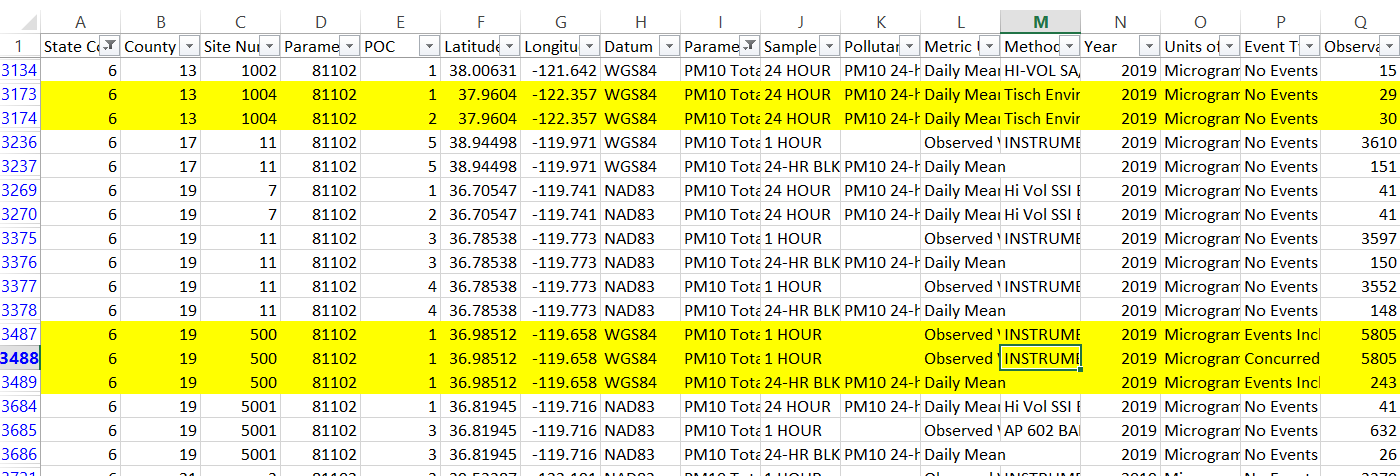 A B C D E F G H I J K L M N O P Q
1 State Co County Site Nur Parame POC Latitude Longitu Datum Parame Sample Pollutar Metric Method Year Units of Event T Observa
3134 6 13 1002 81102 1 38.00631 -121.642 WGS84 PM10 Tota 24 HOUR PM10 24-h Daily Mear HI-VOL SA/ 2019 Microgram No Events 15
3173 6 13 1004 81102 1 37.9604 -122.357 WGS84 PM10 Tota 24 HOUR PM10 24-h Daily Mear Tisch Envir 2019 Microgram No Events 29
3174 6 13 1004 81102 2 37.9604 -122.357 WGS84 PM10 Tota 24 HOUR PM10 24-h Daily Mear Tisch Envir 2019 Microgram No Events 30
3236 6 17 11 81102 5 38.94498 -119.971 WGS84 PM10 Tota 1 HOUR Observed V INSTRUME 2019 Microgram No Events 3610
3237 6 17 11 81102 5 38.94498 -119.971 WGS84 PM10 Tota 24-HR BLK PM10 24-h Daily Mean 2019 Microgram No Events 151
3269 6 19 7 81102 1 36.70547 -119.741 NAD83 PM10 Tota 24 HOUR PM10 24-h Daily Mear Hi Vol SSI E 2019 Microgram No Events 41
3270 6 19 7 81102 2 36.70547 -119.741 NAD83 PM10 Tota 24 HOUR PM10 24-h Daily Mear Hi Vol SSI E 2019 Microgram No Events 41
3375 6 19 11 81102 3 36.78538 -119.773 NAD83 PM10 Tota 1 HOUR Observed V INSTRUME 2019 Microgram No Events 3597
3376 6 19 11 81102 3 36.78538 -119.773 NAD83 PM10 Tota 24-HR BLK PM10 24-h Daily Mean 2019 Microgram No Events 150
3377 6 19 11 81102 4 36.78538 -119.773 NAD83 PM10 Tota 1 HOUR Observed V INSTRUME 2019 Microgram No Events 3552
3378 6 19 11 81102 4 36.78538 -119.773 NAD83 PM10 Tota 24-HR BLK PM10 24-h Daily Mean 2019 Microgram No Events 148
3487 6 19 500 81102 1 36.98512 -119.658 WGS84 PM10 Tota 1 HOUR Observed V INSTRUME 2019 Microgram Events Incl 5805
3488 6 19 500 81102 1 36.98512 -119.658 WGS84 PM10 Tota 1 HOUR Observed V INSTRUME 2019 Microgram Concurred 5805
3489 6 19 500 81102 1 36.98512 -119.658 WGS84 PM10 Tota 24-HR BLK PM10 24-h Daily Mean 2019 Microgram Events Incl 243
3684 6 19 5001 81102 1 36.81945 -119.716 NAD83 PM10 Tota 24 HOUR PM10 24-h Daily Mear Hi Vol SSI E 2019 Microgram No Events 41
3685 6 19 5001 81102 3 36.81945 -119.716 NAD83 PM10 Tota 1 HOUR Observed V AP 602 BAI 2019 Microgram No Events 632
3686 6 19 5001 81102 3 36.81945 -119.716 NAD83 PM10 Tota 24-HR BLK PM10 24-h Daily Mean 2019 Microgram No Events 26